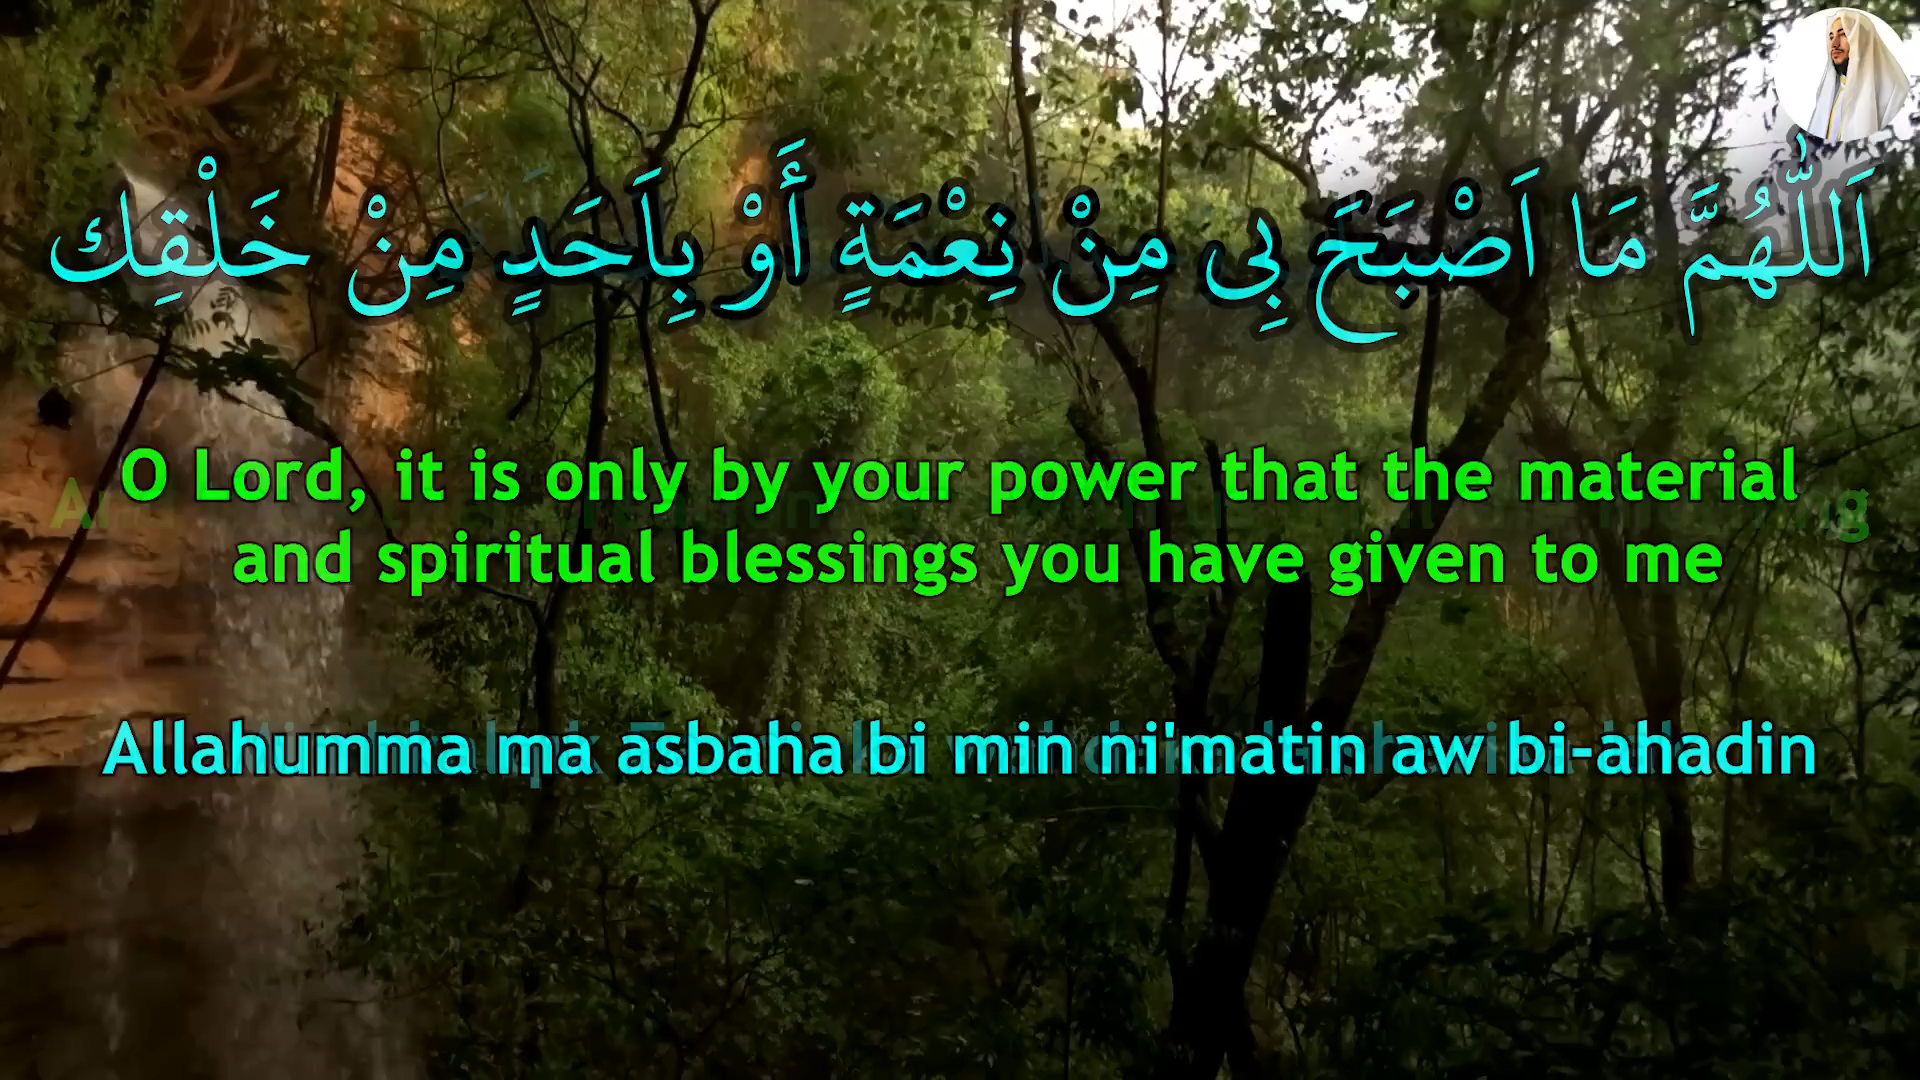 اَللّٰهُمَّ مَا اَصْبَحَ بِي مِنْ نِعْمَةٍ أَوْ بِاَحَدٍ مِنْ خَلْقِك
O Lord, it is only by your power that the material
and spiritual blessings you have given to me
Allahumma ma asbaha bi min ni'matin aw bi-ahadin